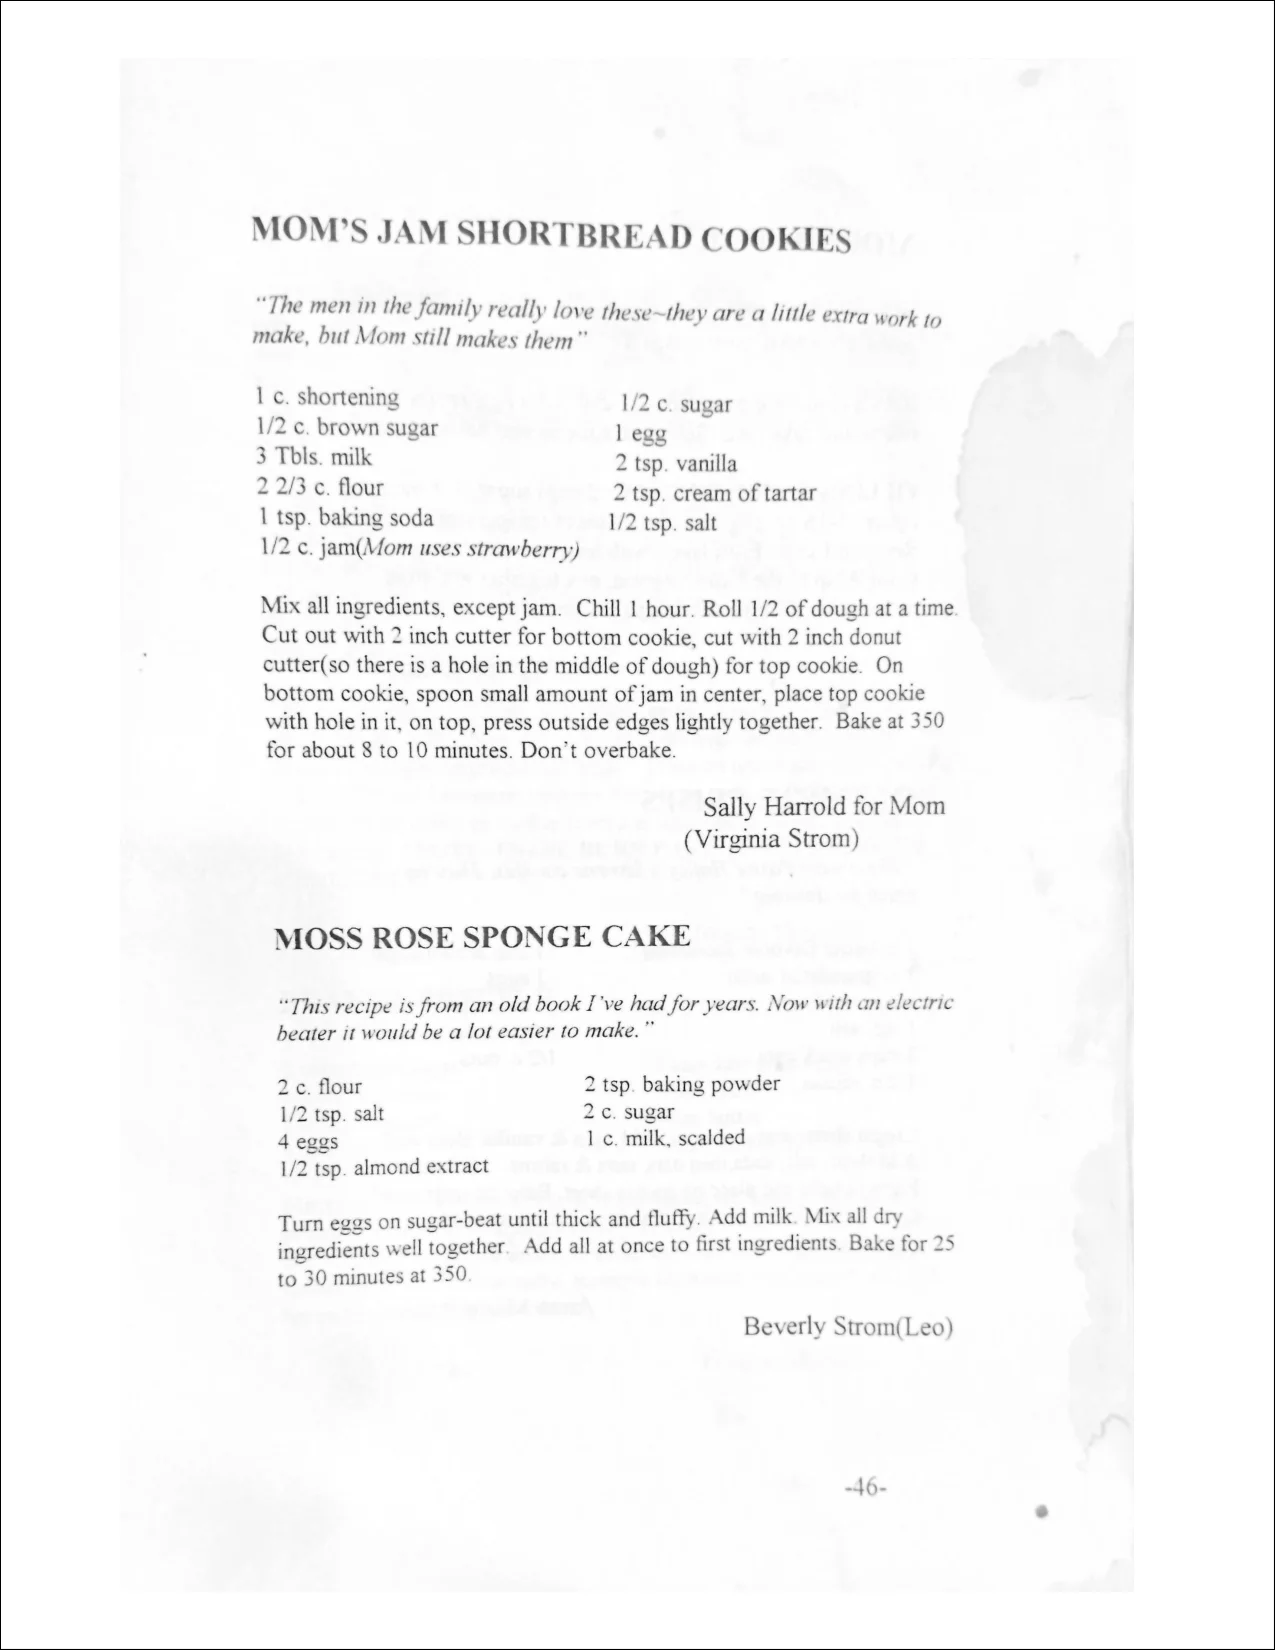 MOM'S JAM SHORTBREAD COOKIES
"The men in the family really love these~they are a little extra work to
make, but Mom still makes them"
1 c. shortening 1/2 c. sugar
1/2 c. brown sugar 1 egg
3 Tbls. milk 2 tsp. vanilla
2 2/3 c. flour 2 tsp. cream of tartar
1 tsp. baking soda 1/2 tsp. salt
1/2 c. jam(Mom uses strawberry)
Mix all ingredients, except jam. Chill 1 hour. Roll 1/2 of dough at a time.
Cut out with 2 inch cutter for bottom cookie, cut with 2 inch donut
cutter(so there is a hole in the middle of dough) for top cookie. On
bottom cookie, spoon small amount of jam in center, place top cookie
with hole in it, on top, press outside edges lightly together. Bake at 350
for about 8 to 10 minutes. Don't overbake.
Sally Harrold for Mom
(Virginia Strom)
MOSS ROSE SPONGE CAKE
"This recipe is from an old book I've had for years. Now with an electric
beater it would be a lot easier to make."
2 c. flour 2 tsp. baking powder
1/2 tsp. salt 2 c. sugar
4 eggs 1 c. milk, scalded
1/2 tsp. almond extract
Turn eggs on sugar-beat until thick and fluffy. Add milk. Mix all dry
ingredients well together. Add all at once to first ingredients. Bake for 25
to 30 minutes at 350.
Beverly Strom(Leo)
-46-